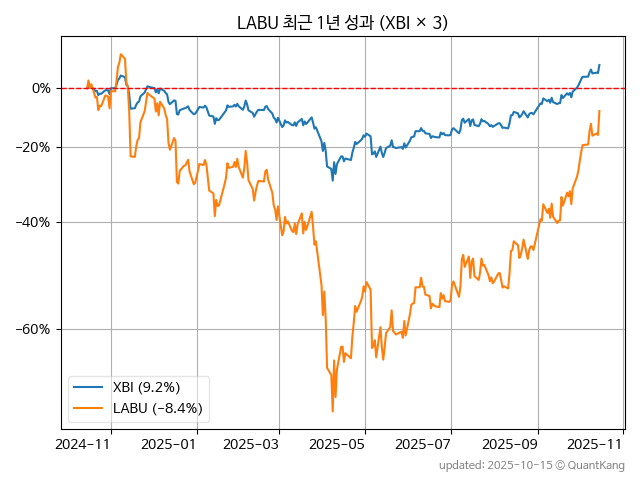 LABU 최근 1년 성과 (XBI × 3)
0%
−20%
−40%
−60%
XBI (9.2%)
LABU (−8.4%)
2024−11
2025−01
2025−03
2025−05
2025−07
2025−09
2025−11
updated: 2025-10-15 © QuantKang